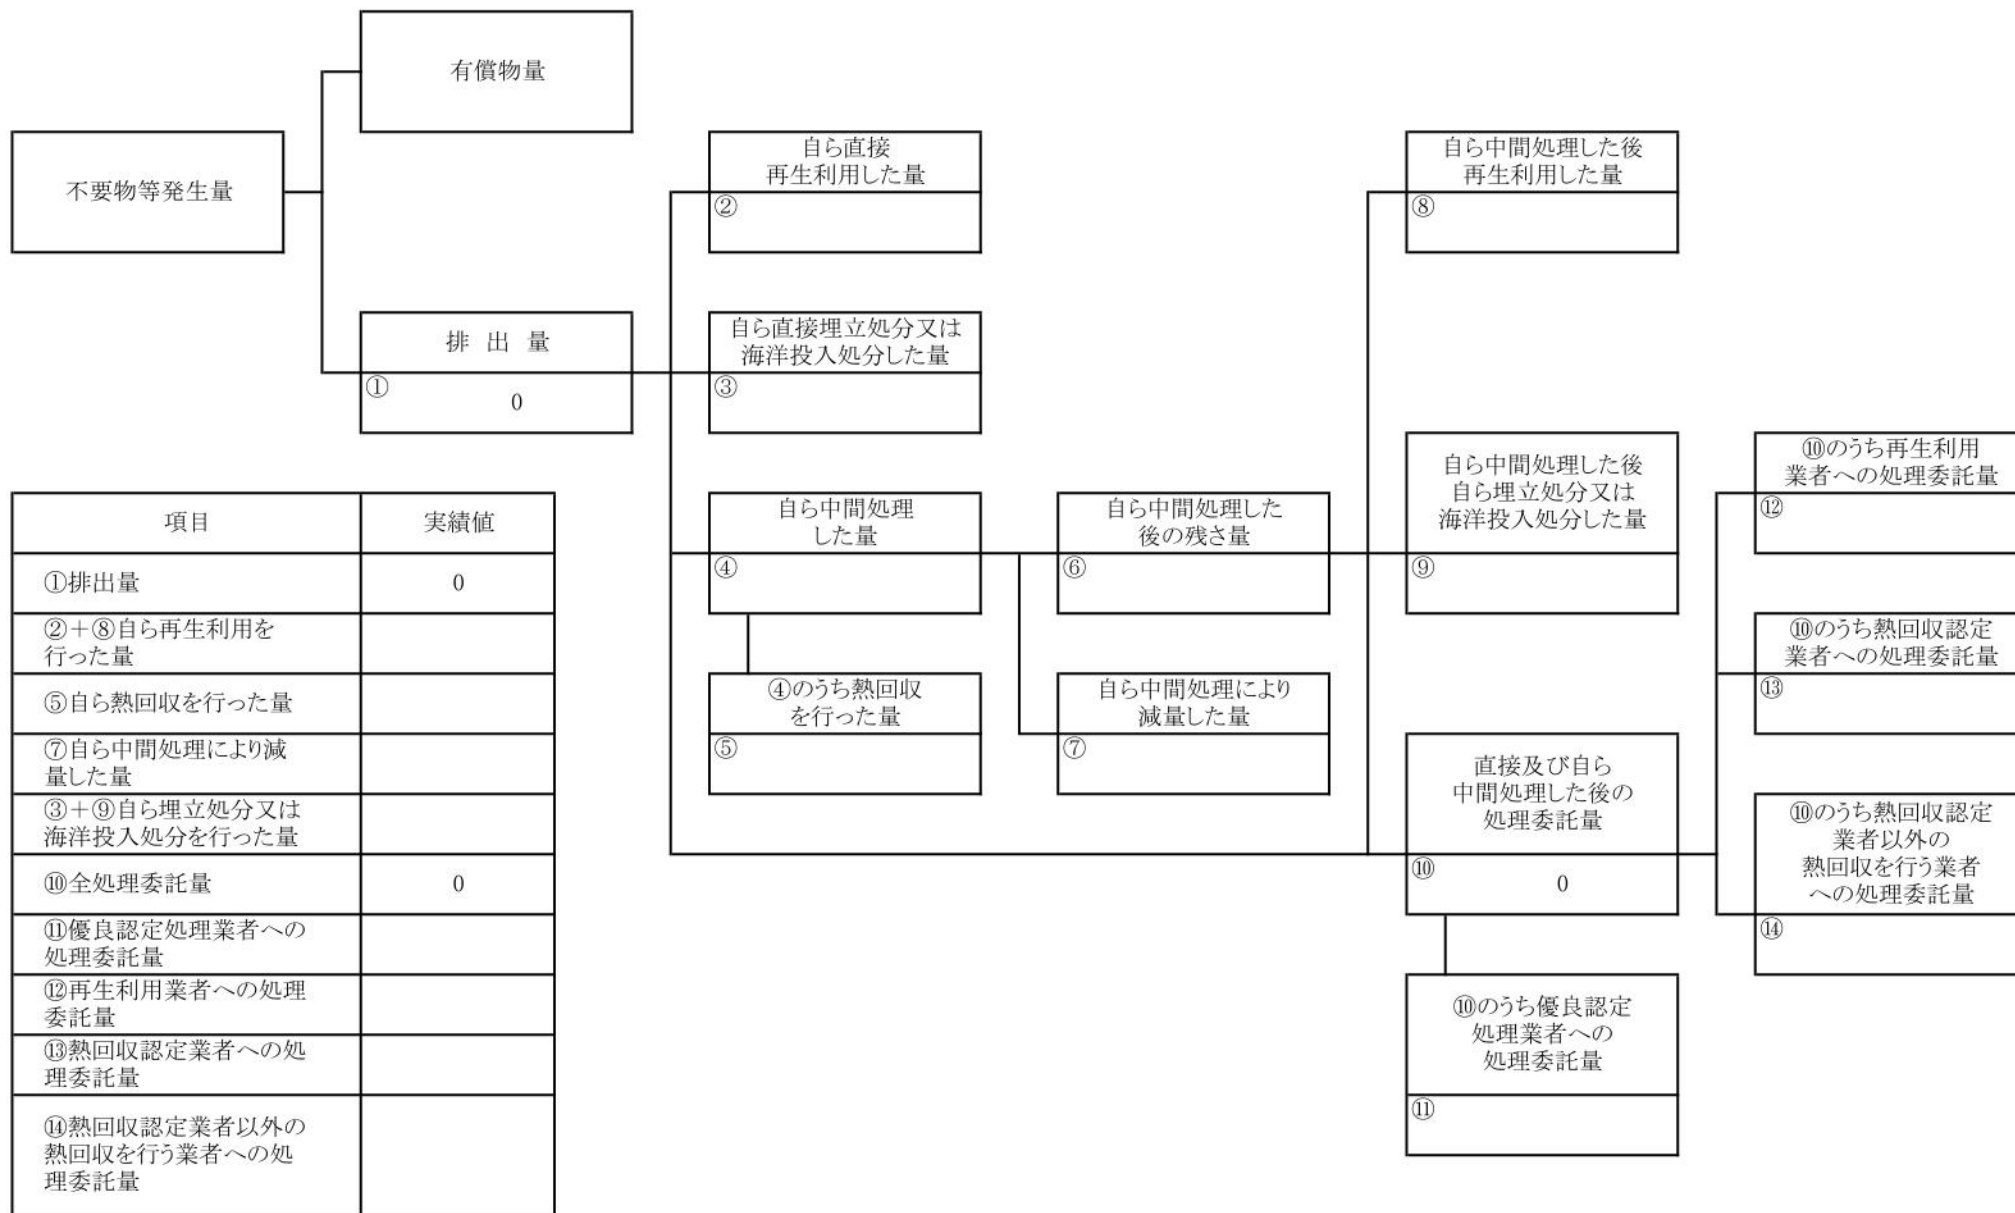 有償物量
不要物等発生量
排 出 量
①
0
自ら直接
再生利用した量
②
自ら直接埋立処分又は
海洋投入処分した量
③
自ら中間処理
した量
④
④のうち熱回収
を行った量
⑤
自ら中間処理した
後の残さ量
⑥
自ら中間処理により
減量した量
⑦
自ら中間処理した後
再生利用した量
⑧
自ら中間処理した後
自ら埋立処分又は
海洋投入処分した量
⑨
直接及び自ら
中間処理した後の
処理委託量
⑩
0
⑩のうち優良認定
処理業者への
処理委託量
⑪
⑩のうち再生利用
業者への処理委託量
⑫
⑩のうち熱回収認定
業者への処理委託量
⑬
⑩のうち熱回収認定
業者以外の
熱回収を行う業者
への処理委託量
⑭
項目 実績値
①排出量 0
②+⑧自ら再生利用を
行った量
⑤自ら熱回収を行った量
⑦自ら中間処理により減
量した量
③+⑨自ら埋立処分又は
海洋投入処分を行った量
⑩全処理委託量 0
⑪優良認定処理業者への
処理委託量
⑫再生利用業者への処理
委託量
⑬熱回収認定業者への処
理委託量
⑭熱回収認定業者以外の
熱回収を行う業者への処
理委託量